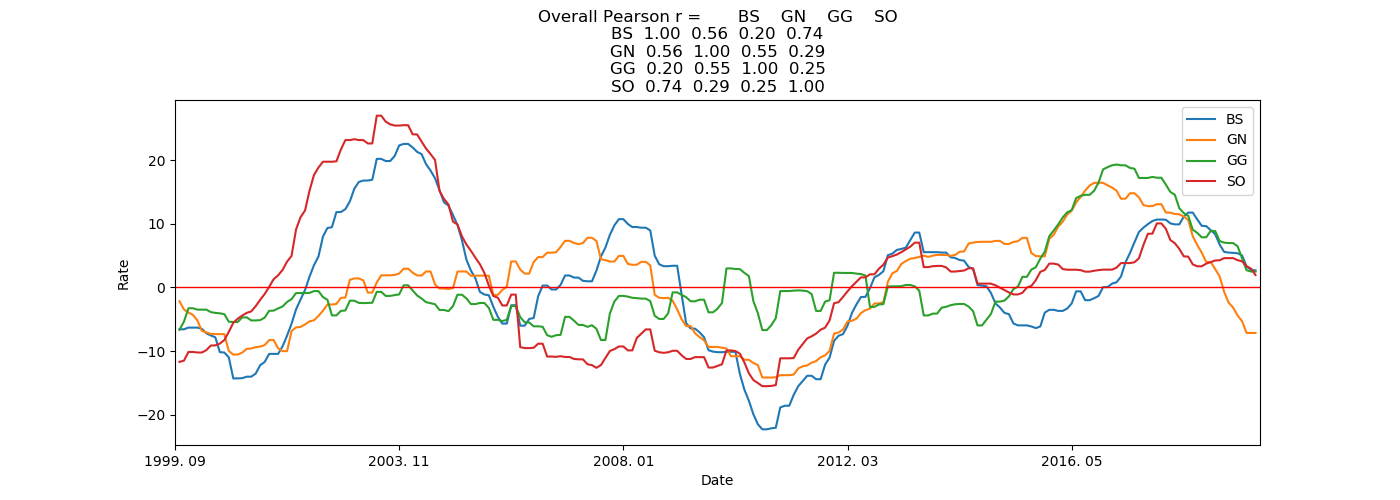 Overall Pearson r =       BS    GN    GG    SO
BS  1.00  0.56  0.20  0.74
GN  0.56  1.00  0.55  0.29
GG  0.20  0.55  1.00  0.25
SO  0.74  0.29  0.25  1.00
BS
GN
GG
SO
20
10
0
−10
−20
Rate
1999. 09
2003. 11
2008. 01
2012. 03
2016. 05
Date